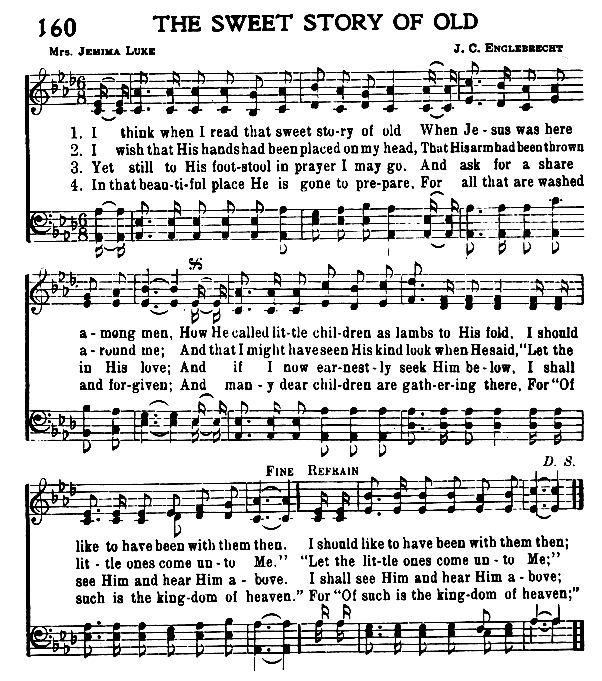 160 THE SWEET STORY OF OLD
Mrs. Jemima Luke J. C. Englebrecht
1. I think when I read that sweet sto-ry of old When Je-sus was here
2. I wish that His hands had been placed on my head, That His arm had been thrown
3. Yet still to His foot-stool in prayer I may go. And ask for a share
4. In that beau-ti-ful place He is gone to pre-pare, For all that are washed
a-mong men, How He called lit-tle chil-dren as lambs to His fold, I should
a-round me; And that I might have seen His kind look when He said, "Let the
in His love; And if I now ear-nest-ly seek Him be-low, I shall
and for-given; And man-y dear chil-dren are gath-er-ing there, For "Of
Fine Refrain D. S.
like to have been with them then. I should like to have been with them then;
lit-tle ones come un-to Me." "Let the lit-tle ones come un-to Me;"
see Him and hear Him a-bove. I shall see Him and hear Him a-bove;
such is the king-dom of heaven." For "Of such is the king-dom of heaven;"